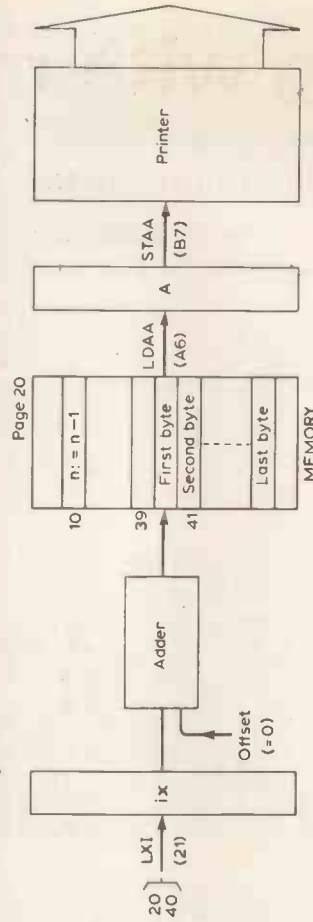 20
40
LXI
(21)
ix
Adder
Offset
(=0)
Page 20
10
n: = n−1
39
First byte
Second byte
41
Last byte
MEMORY
LDAA
(A6)
A
STAA
(B7)
Printer